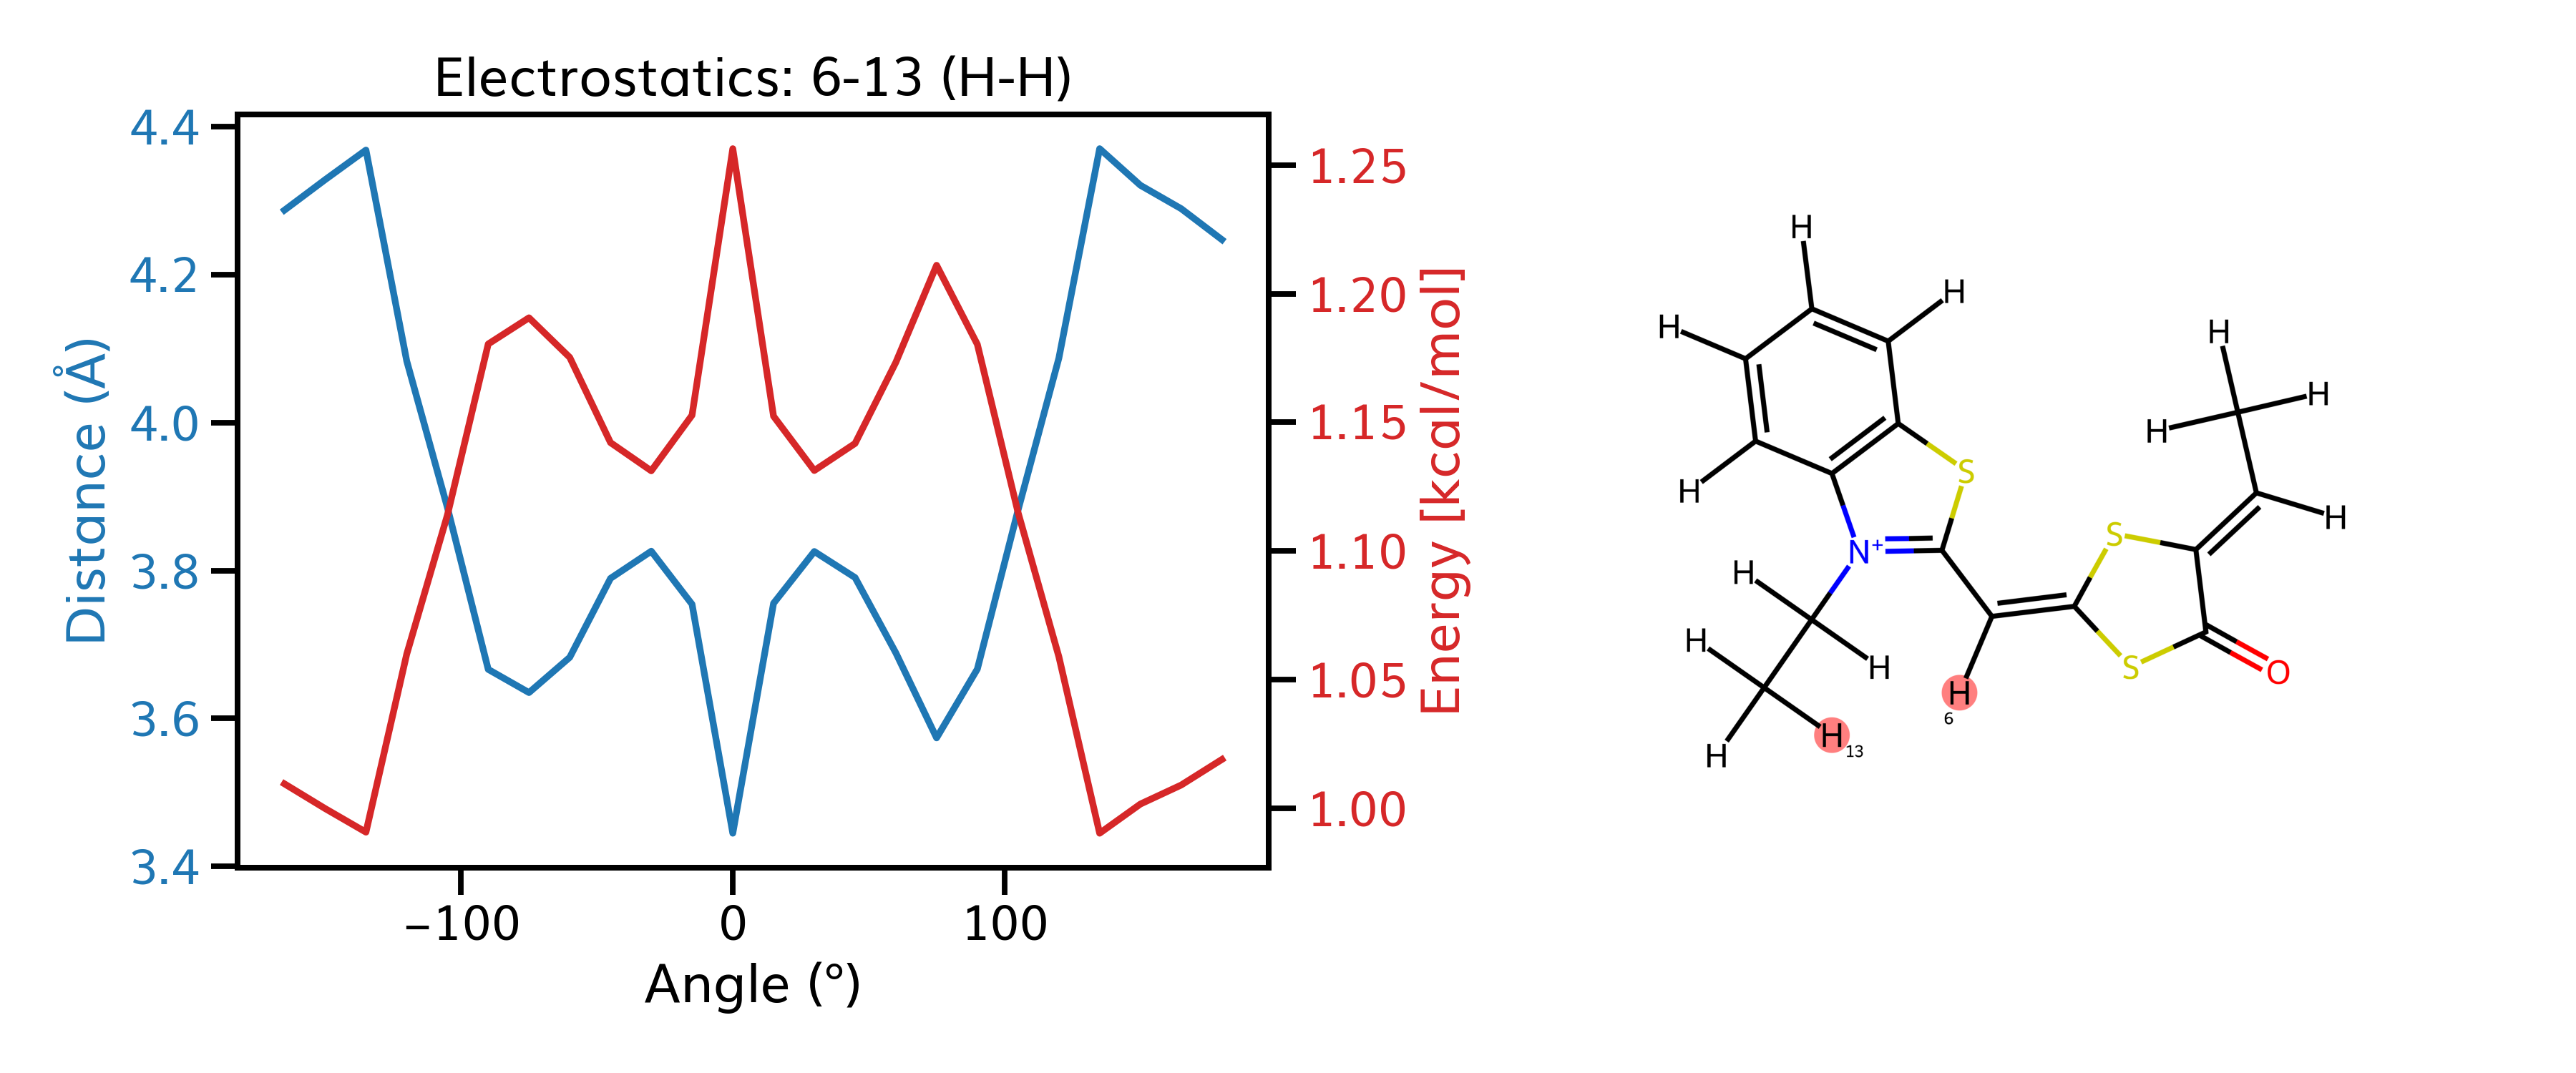 Electrostatics: 6-13 (H-H)
4.4
4.2
4.0
3.8
3.6
3.4
Distance (Å)
1.25
1.20
1.15
1.10
1.05
1.00
Energy [kcal/mol]
−100 0 100
Angle (°)
H
H
H
H
H
H
H
S
H
S
H
N+
H
H
H
S
O
H
6
H
13
H